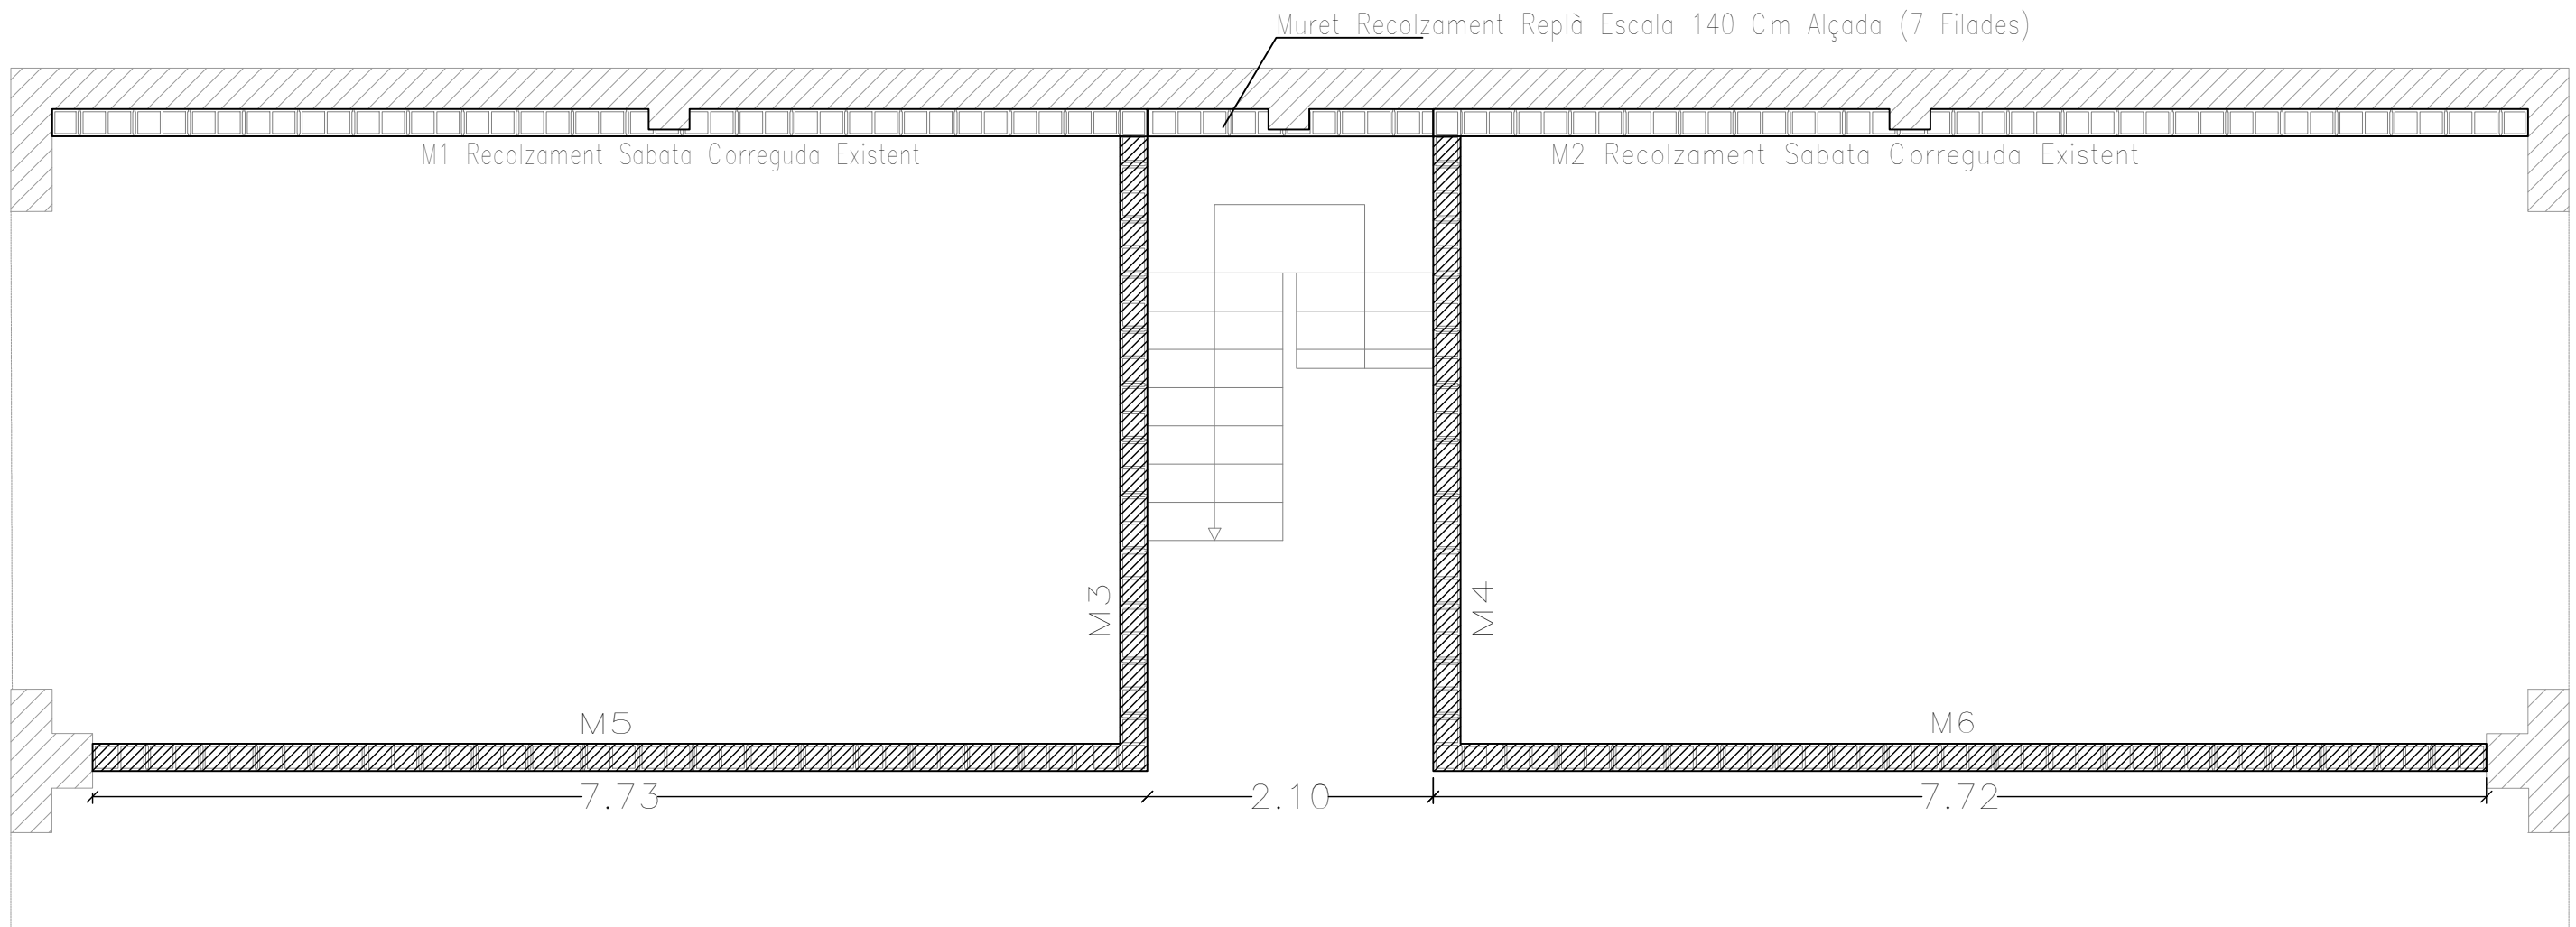 Muret Recolzament Replà Escala 140 Cm Alçada (7 Filades)
M1 Recolzament Sabata Correguda Existent
M2 Recolzament Sabata Correguda Existent
M3
M4
M5
M6
7.73
2.10
7.72